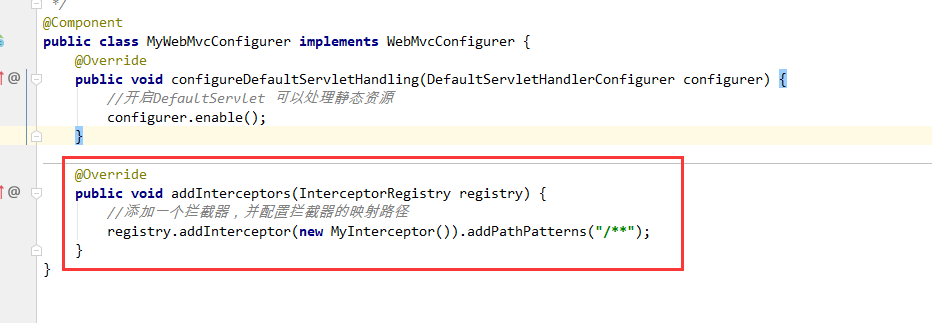 */
@Component
public class MyWebMvcConfigurer implements WebMvcConfigurer {
@Override
public void configureDefaultServletHandling(DefaultServletHandlerConfigurer configurer) {
//开启DefaultServlet 可以处理静态资源
configurer.enable();
}
@Override
public void addInterceptors(InterceptorRegistry registry) {
//添加一个拦截器，并配置拦截器的映射路径
registry.addInterceptor(new MyInterceptor()).addPathPatterns("/**");
}
}